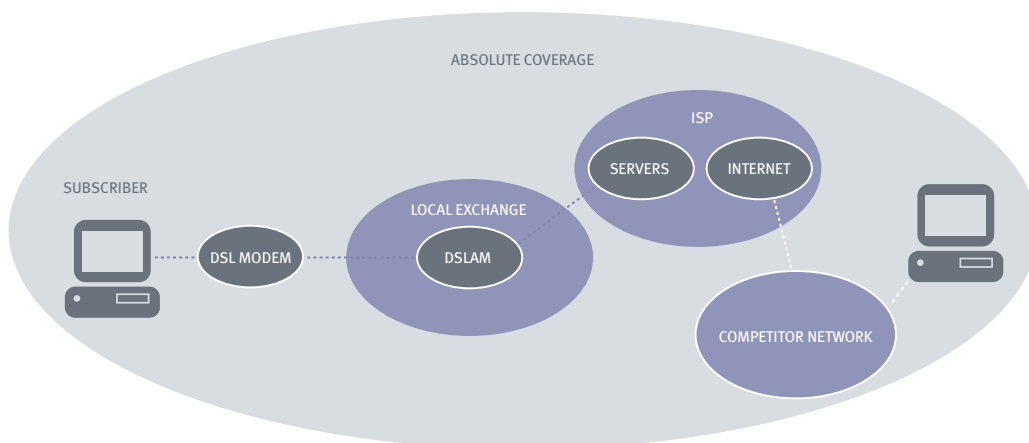 ABSOLUTE COVERAGE
ISP
SERVERS
INTERNET
SUBSCRIBER
LOCAL EXCHANGE
DSL MODEM
DSLAM
COMPETITOR NETWORK